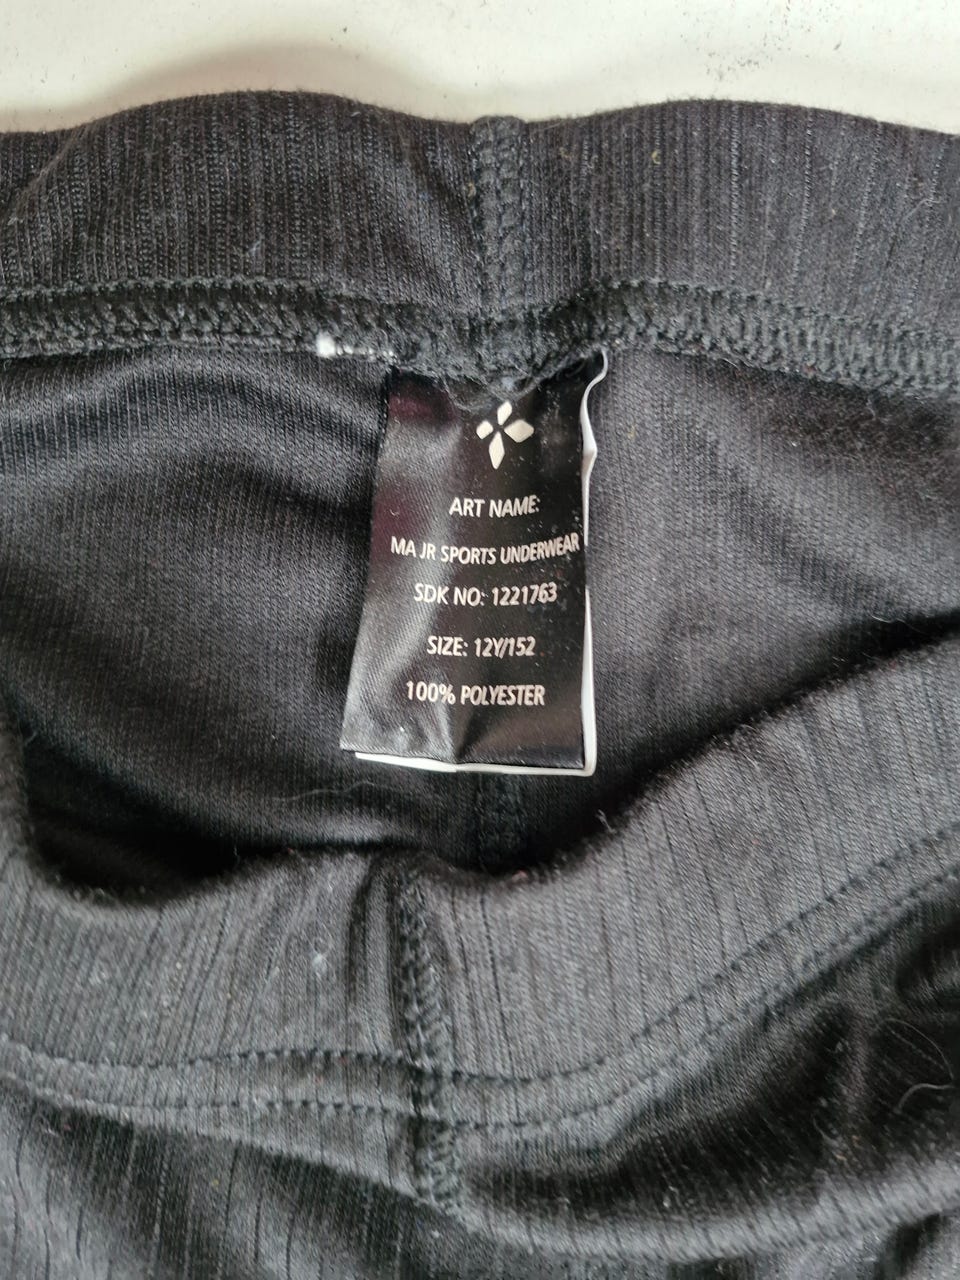 ART NAME:
MA JR SPORTS UNDERWEAR
SDK NO: 1221763
SIZE: 12Y/152
100% POLYESTER